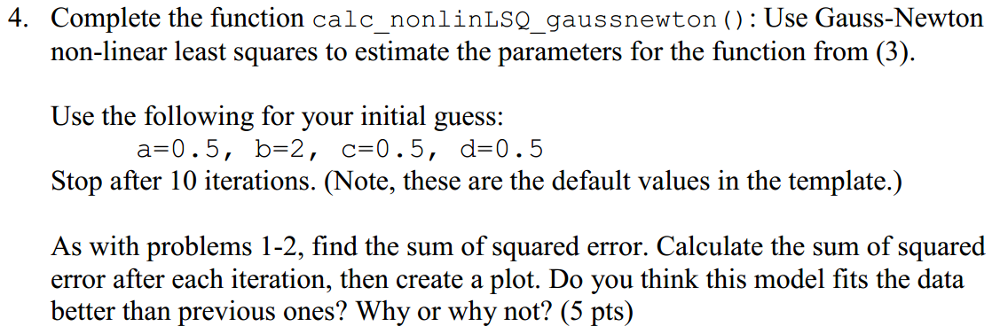 4. Complete the function calc_nonlinLSQ_gaussnewton(): Use Gauss-Newton
non-linear least squares to estimate the parameters for the function from (3).
Use the following for your initial guess:
a=0.5, b=2, c=0.5, d=0.5
Stop after 10 iterations. (Note, these are the default values in the template.)
As with problems 1-2, find the sum of squared error. Calculate the sum of squared
error after each iteration, then create a plot. Do you think this model fits the data
better than previous ones? Why or why not? (5 pts)